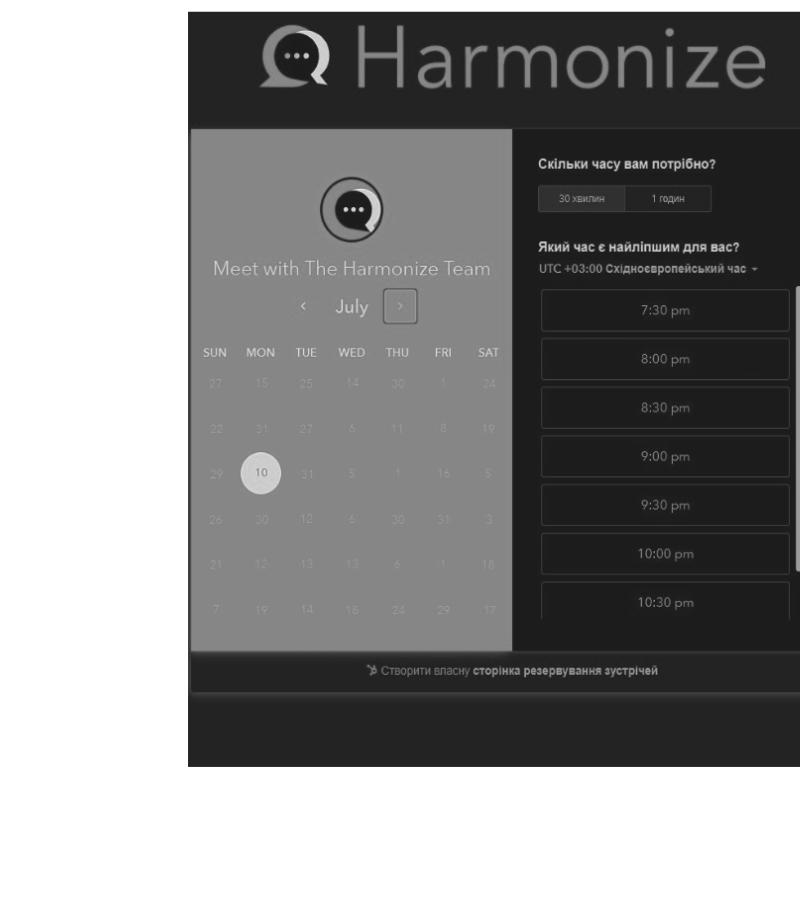 Harmonize
Meet with The Harmonize Team
July
SUN MON TUE WED THU FRI SAT
27 15 25 14 30 1 24
22 31 27 6 11 8 19
29 10 31 5 1 16 5
26 30 12 6 30 31 3
21 12 13 13 6 1 18
7 19 14 16 24 29 17
Скільки часу вам потрібно?
30 хвилин 1 годин
Який час є найліпшим для вас?
UTC +03:00 Східноєвропейський час
7:30 pm
8:00 pm
8:30 pm
9:00 pm
9:30 pm
10:00 pm
10:30 pm
Створити власну сторінка резервування зустрічей